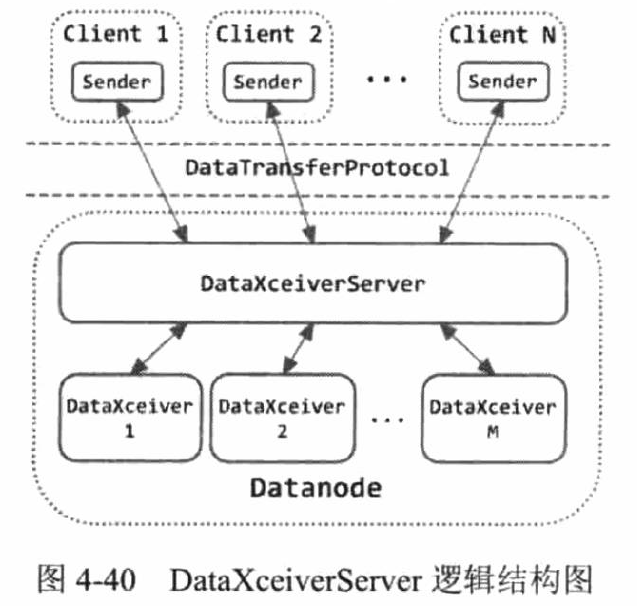 Client 1 Client 2 Client N
Sender Sender ... Sender
DataTransferProtocol
DataXceiverServer
DataXceiver 1 DataXceiver 2 ... DataXceiver M
Datanode
图 4-40 DataXceiverServer 逻辑结构图